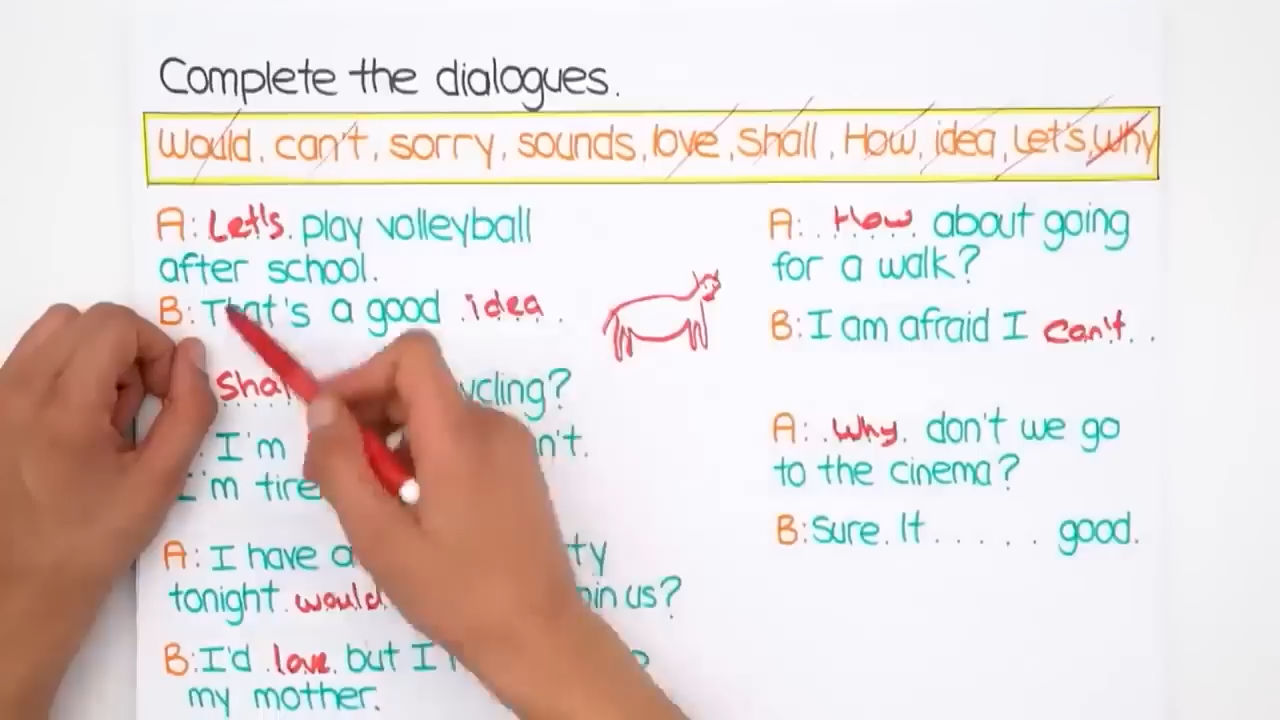 Complete the dialogues.
Would, can't, sorry, sounds, love, shall, How, idea, Let's, why
A: Let's play volleyball
after school.
B: That's a good idea.
Shal ycling?
I'm n't.
I'm tire
A: I have a ty
tonight. would oin us?
B: I'd love. but I
my mother.
A: How about going
for a walk?
B: I am afraid I can't.
A: Why don't we go
to the cinema?
B: Sure. It ..... good.